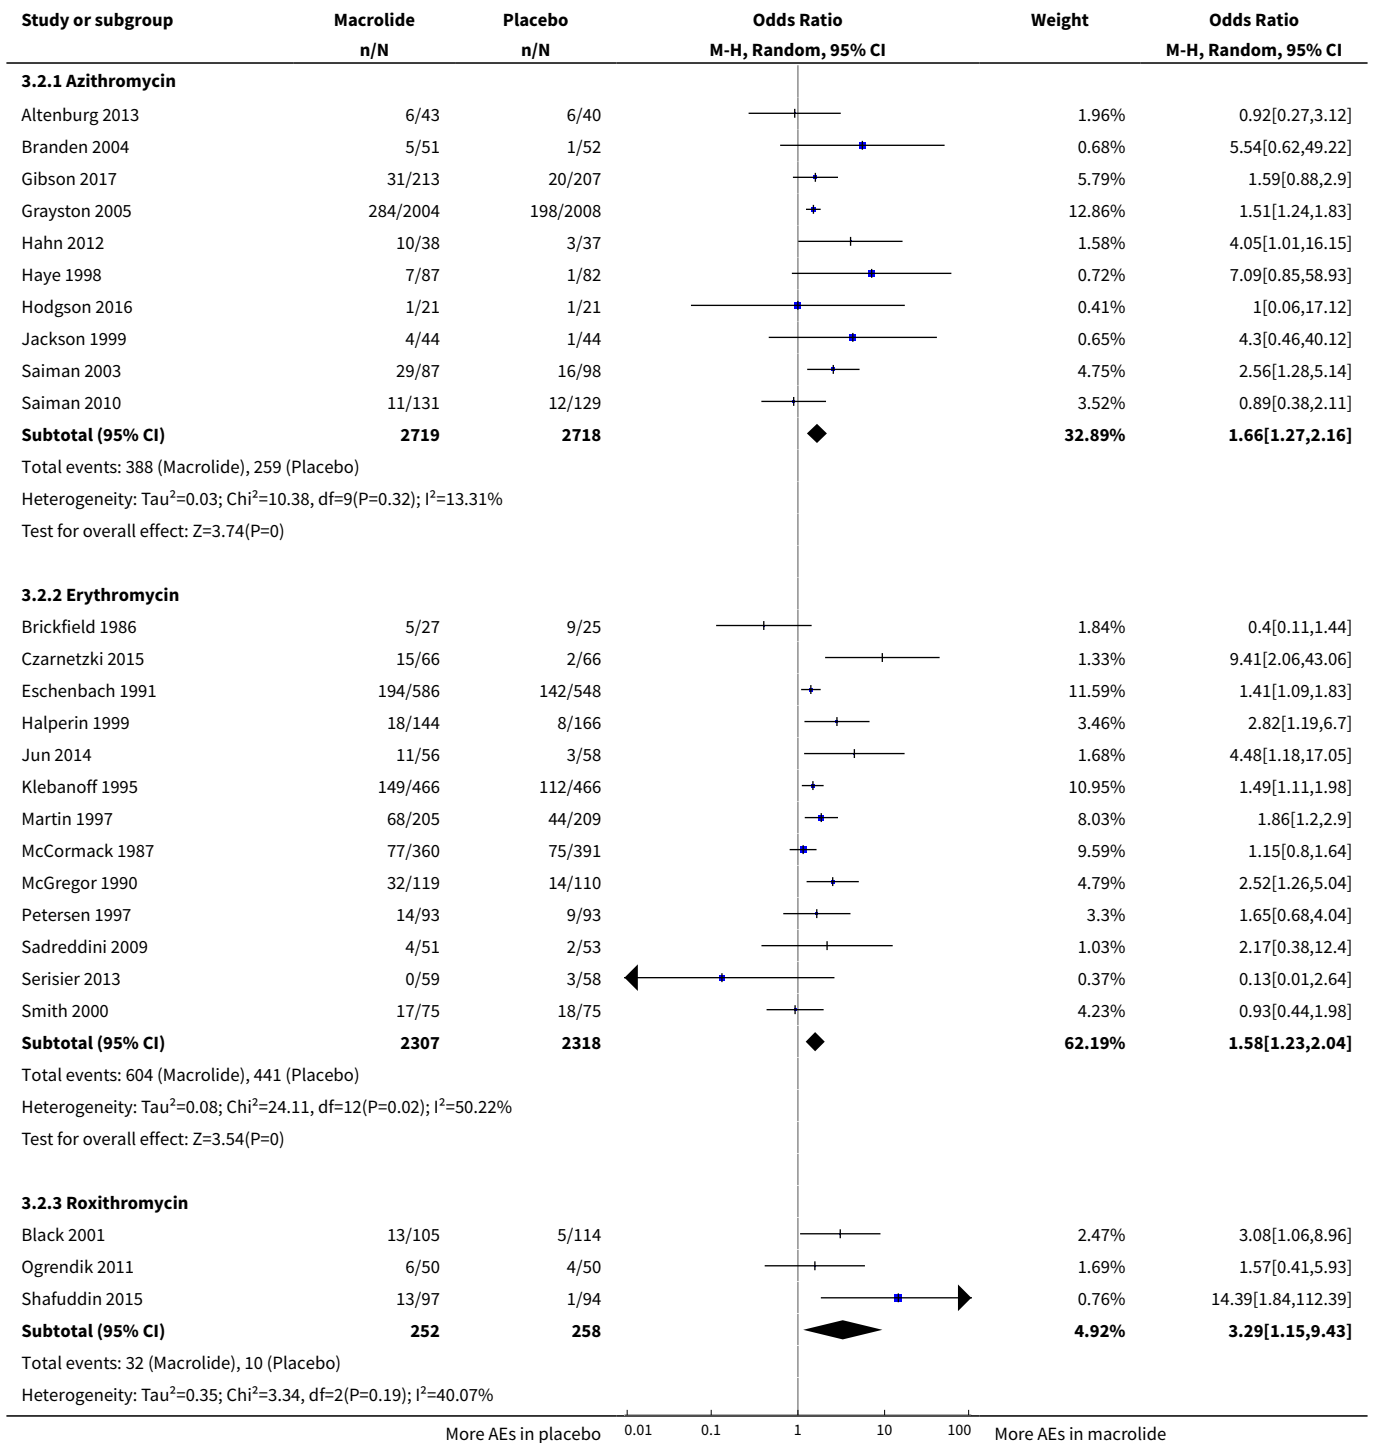 Study or subgroup Macrolide Placebo Odds Ratio Weight Odds Ratio
n/N n/N M-H, Random, 95% CI M-H, Random, 95% CI
3.2.1 Azithromycin
Altenburg 2013 6/43 6/40 1.96% 0.92[0.27,3.12]
Branden 2004 5/51 1/52 0.68% 5.54[0.62,49.22]
Gibson 2017 31/213 20/207 5.79% 1.59[0.88,2.9]
Grayston 2005 284/2004 198/2008 12.86% 1.51[1.24,1.83]
Hahn 2012 10/38 3/37 1.58% 4.05[1.01,16.15]
Haye 1998 7/87 1/82 0.72% 7.09[0.85,58.93]
Hodgson 2016 1/21 1/21 0.41% 1[0.06,17.12]
Jackson 1999 4/44 1/44 0.65% 4.3[0.46,40.12]
Saiman 2003 29/87 16/98 4.75% 2.56[1.28,5.14]
Saiman 2010 11/131 12/129 3.52% 0.89[0.38,2.11]
Subtotal (95% CI) 2719 2718 32.89% 1.66[1.27,2.16]
Total events: 388 (Macrolide), 259 (Placebo)
Heterogeneity: Tau²=0.03; Chi²=10.38, df=9(P=0.32); I²=13.31%
Test for overall effect: Z=3.74(P=0)
3.2.2 Erythromycin
Brickfield 1986 5/27 9/25 1.84% 0.4[0.11,1.44]
Czarnetzki 2015 15/66 2/66 1.33% 9.41[2.06,43.06]
Eschenbach 1991 194/586 142/548 11.59% 1.41[1.09,1.83]
Halperin 1999 18/144 8/166 3.46% 2.82[1.19,6.7]
Jun 2014 11/56 3/58 1.68% 4.48[1.18,17.05]
Klebanoff 1995 149/466 112/466 10.95% 1.49[1.11,1.98]
Martin 1997 68/205 44/209 8.03% 1.86[1.2,2.9]
McCormack 1987 77/360 75/391 9.59% 1.15[0.8,1.64]
McGregor 1990 32/119 14/110 4.79% 2.52[1.26,5.04]
Petersen 1997 14/93 9/93 3.3% 1.65[0.68,4.04]
Sadreddini 2009 4/51 2/53 1.03% 2.17[0.38,12.4]
Serisier 2013 0/59 3/58 0.37% 0.13[0.01,2.64]
Smith 2000 17/75 18/75 4.23% 0.93[0.44,1.98]
Subtotal (95% CI) 2307 2318 62.19% 1.58[1.23,2.04]
Total events: 604 (Macrolide), 441 (Placebo)
Heterogeneity: Tau²=0.08; Chi²=24.11, df=12(P=0.02); I²=50.22%
Test for overall effect: Z=3.54(P=0)
3.2.3 Roxithromycin
Black 2001 13/105 5/114 2.47% 3.08[1.06,8.96]
Ogrendik 2011 6/50 4/50 1.69% 1.57[0.41,5.93]
Shafuddin 2015 13/97 1/94 0.76% 14.39[1.84,112.39]
Subtotal (95% CI) 252 258 4.92% 3.29[1.15,9.43]
Total events: 32 (Macrolide), 10 (Placebo)
Heterogeneity: Tau²=0.35; Chi²=3.34, df=2(P=0.19); I²=40.07%
More AEs in placebo 0.01 0.1 1 10 100 More AEs in macrolide